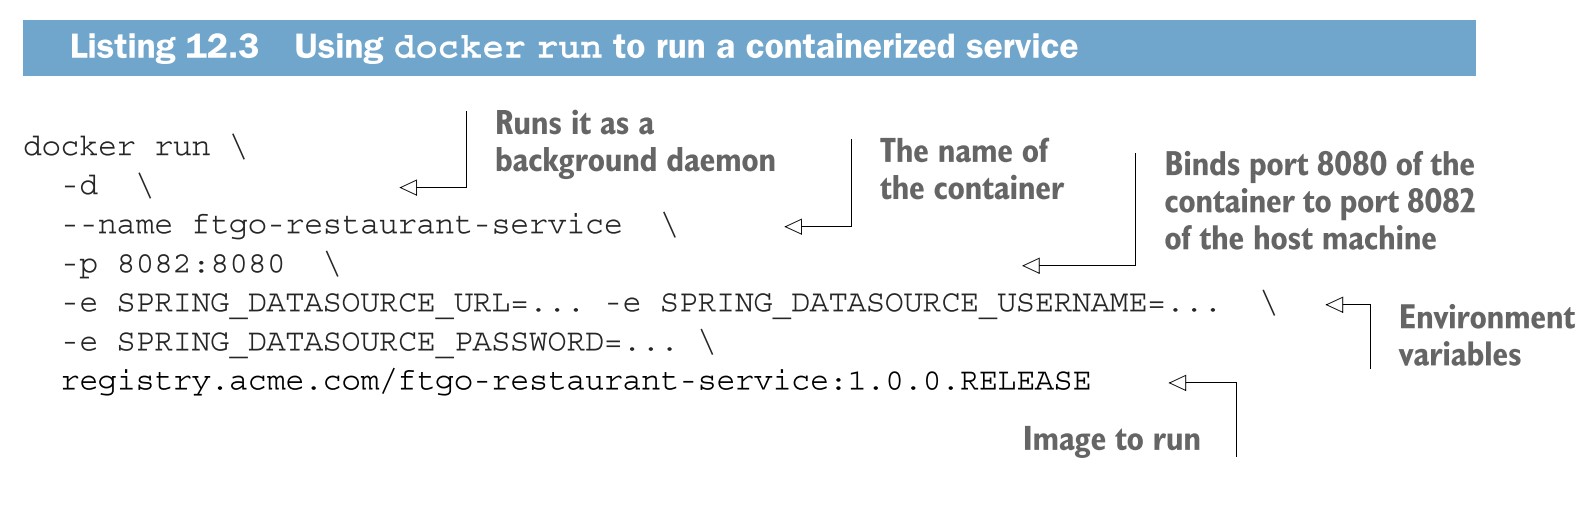 Listing 12.3 Using docker run to run a containerized service
docker run \
-d \
--name ftgo-restaurant-service \
-p 8082:8080 \
-e SPRING_DATASOURCE_URL=... -e SPRING_DATASOURCE_USERNAME=... \
-e SPRING_DATASOURCE_PASSWORD=... \
registry.acme.com/ftgo-restaurant-service:1.0.0.RELEASE
Runs it as a
background daemon
The name of
the container
Binds port 8080 of the
container to port 8082
of the host machine
Environment
variables
Image to run